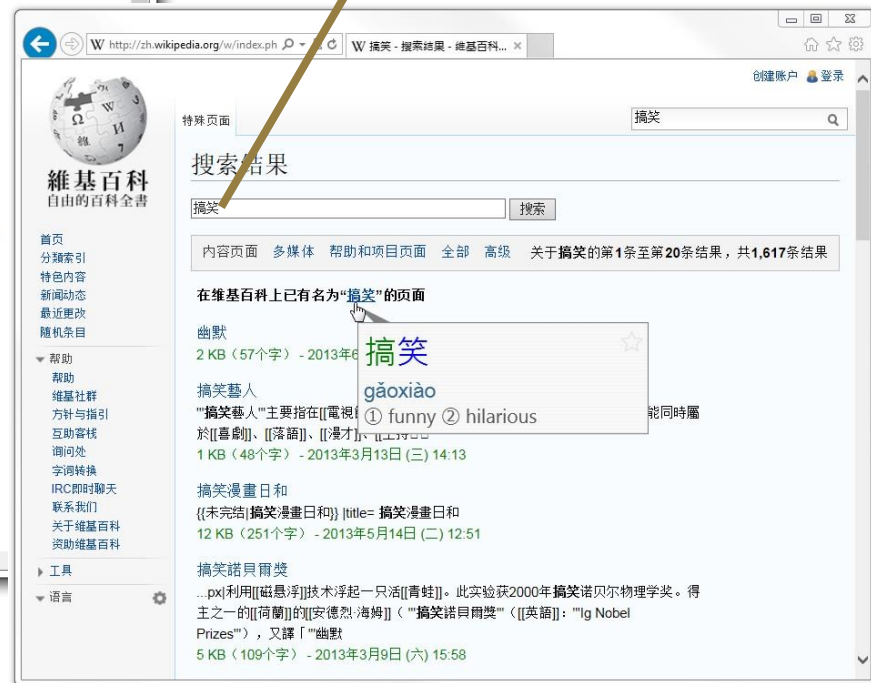 http://zh.wikipedia.org/w/index.ph
W 搞笑 - 搜索结果 - 维基百科... ×
创建账户 登录
特殊页面
搞笑
維基百科
自由的百科全書
搜索结果
搞笑 搜索
内容页面 多媒体 帮助和项目页面 全部 高级 关于搞笑的第1条至第20条结果,共1,617条结果
首页
分類索引
特色内容
新闻动态
最近更改
随机条目
帮助
帮助
维基社群
方针与指引
互助客栈
询问处
字词转换
IRC即时聊天
联系我们
关于维基百科
资助维基百科
工具
语言
在维基百科上已有名为“搞笑”的页面
幽默
2 KB(57个字) - 2013年6
搞笑
gǎoxiào
① funny ② hilarious
搞笑藝人
'"搞笑藝人'"主要指在[[電視
能同時屬
於[[喜劇]]、[[落語]]、[[漫才]]、[[主持
1 KB(48个字) - 2013年3月13日 (三) 14:13
搞笑漫畫日和
{{未完结|搞笑漫畫日和}} |title= 搞笑漫畫日和
12 KB(251个字) - 2013年5月14日 (二) 12:51
搞笑諾貝爾獎
...px|利用[[磁悬浮]]技术浮起一只活[[青蛙]]。此实验获2000年搞笑诺贝尔物理学奖。得
主之一的[[荷蘭]]的[[安德烈·海姆]]('"搞笑諾貝爾獎'"([[英語]]:'"Ig Nobel
Prizes'"),又譯「'"幽默
5 KB(109个字) - 2013年3月9日 (六) 15:58